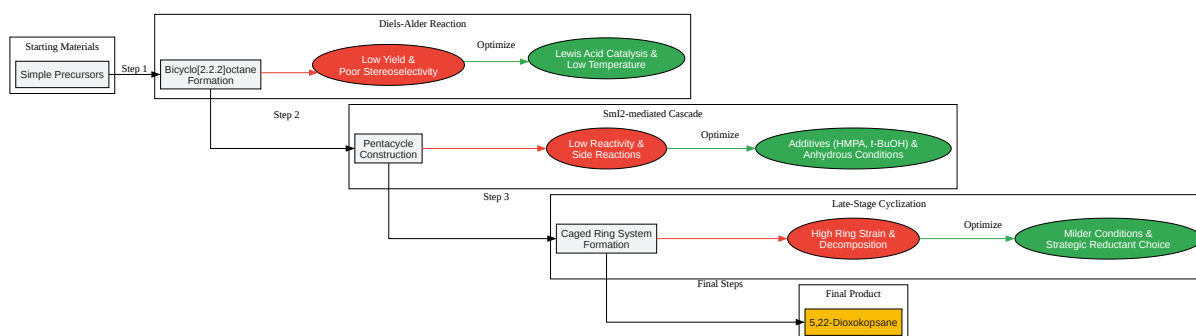 Diels-Alder Reaction
Starting Materials
Simple Precursors
Step 1
Bicyclo[2.2.2]octane
Formation
Low Yield &
Poor Stereoselectivity
Optimize
Lewis Acid Catalysis &
Low Temperature
Step 2
SmI2-mediated Cascade
Pentacycle
Construction
Low Reactivity &
Side Reactions
Optimize
Additives (HMPA, t-BuOH) &
Anhydrous Conditions
Step 3
Late-Stage Cyclization
Caged Ring System
Formation
High Ring Strain &
Decomposition
Optimize
Milder Conditions &
Strategic Reductant Choice
Final Steps
Final Product
5,22-Dioxokopsane